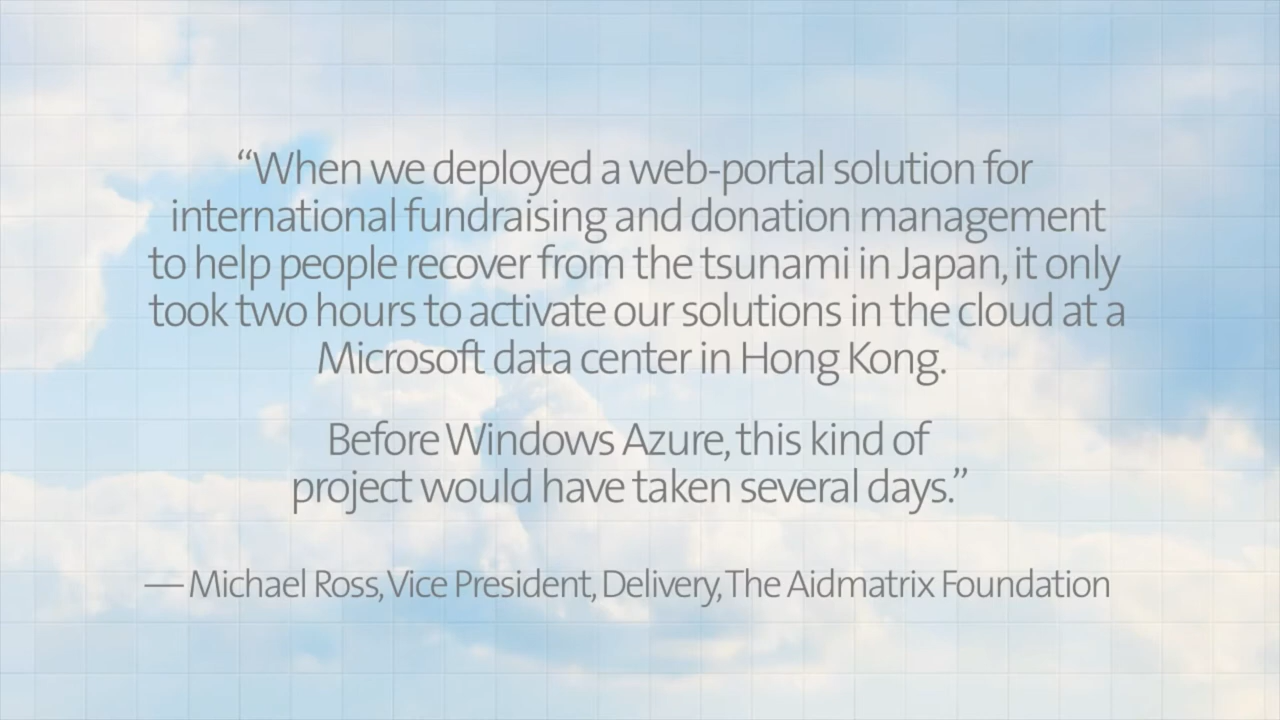 “When we deployed a web-portal solution for
international fundraising and donation management
to help people recover from the tsunami in Japan, it only
took two hours to activate our solutions in the cloud at a
Microsoft data center in Hong Kong.
Before Windows Azure, this kind of
project would have taken several days.”
— Michael Ross, Vice President, Delivery, The Aidmatrix Foundation